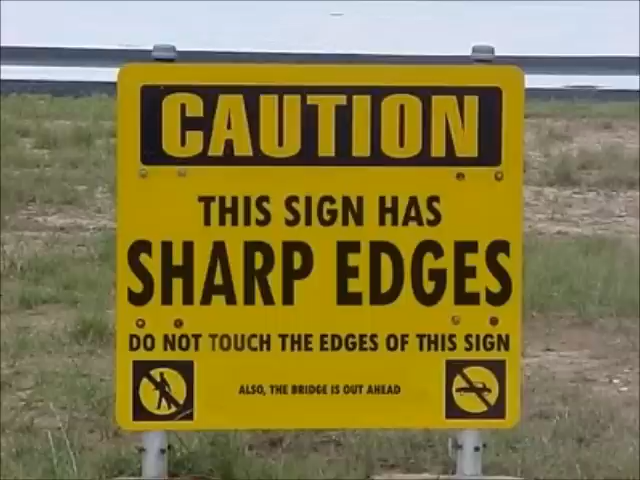 CAUTION
THIS SIGN HAS
SHARP EDGES
DO NOT TOUCH THE EDGES OF THIS SIGN
ALSO, THE BRIDGE IS OUT AHEAD